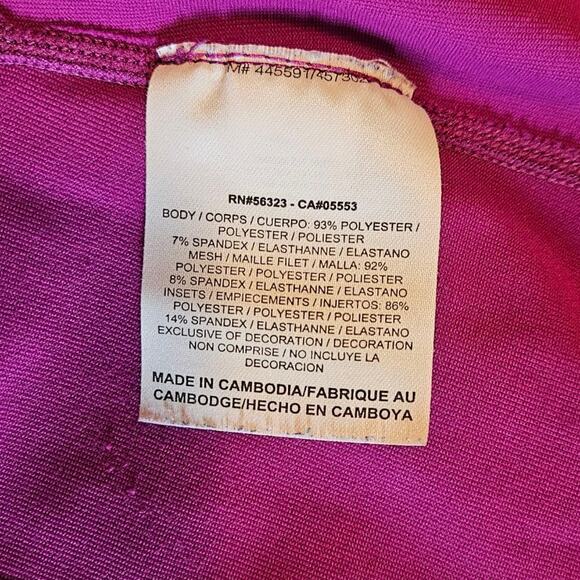 M# 445591/457302
RN#56323 - CA#05553
BODY / CORPS / CUERPO: 93% POLYESTER /
POLYESTER / POLIESTER
7% SPANDEX / ELASTHANNE / ELASTANO
MESH / MAILLE FILET / MALLA: 92%
POLYESTER / POLYESTER / POLIESTER
8% SPANDEX / ELASTHANNE / ELASTANO
INSETS / EMPIECEMENTS / INJERTOS: 86%
POLYESTER / POLYESTER / POLIESTER
14% SPANDEX / ELASTHANNE / ELASTANO
EXCLUSIVE OF DECORATION / DECORATION
NON COMPRISE / NO INCLUYE LA
DECORACION
MADE IN CAMBODIA/FABRIQUE AU
CAMBODGE/HECHO EN CAMBOYA